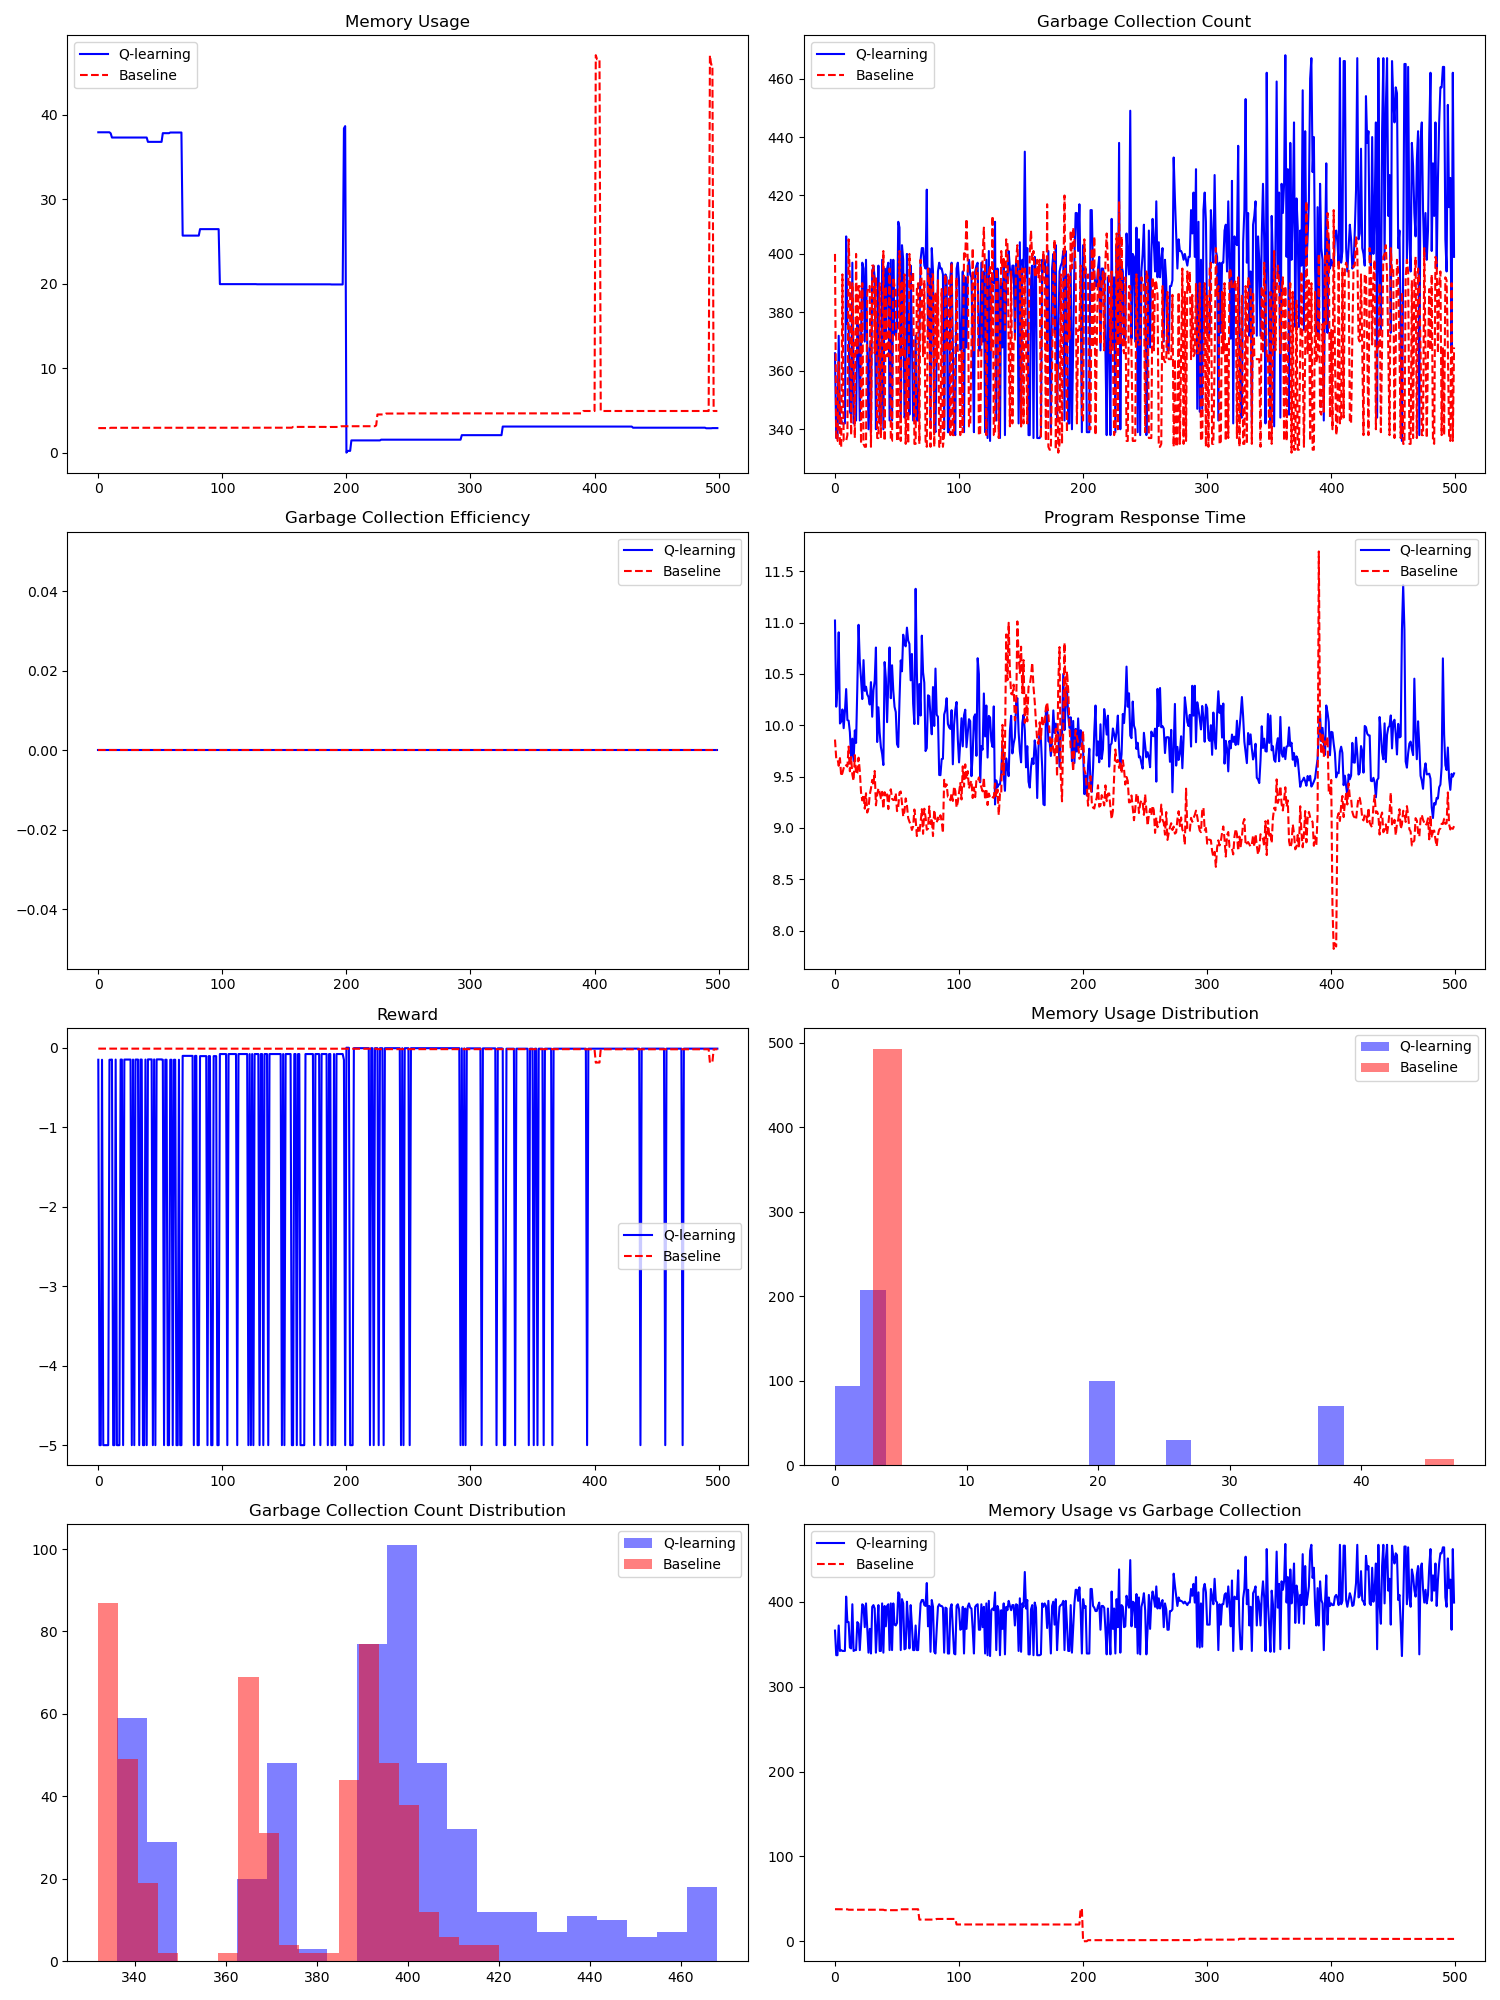 Memory Usage
Q-learning
Baseline
40
30
20
10
0
0 100 200 300 400 500
Garbage Collection Count
Q-learning
Baseline
460
440
420
400
380
360
340
0 100 200 300 400 500
Garbage Collection Efficiency
Q-learning
Baseline
0.04
0.02
0.00
−0.02
−0.04
0 100 200 300 400 500
Program Response Time
Q-learning
Baseline
11.5
11.0
10.5
10.0
9.5
9.0
8.5
8.0
0 100 200 300 400 500
Reward
0
−1
−2
Q-learning
Baseline
−3
−4
−5
0 100 200 300 400 500
Memory Usage Distribution
Q-learning
Baseline
500
400
300
200
100
0
0 10 20 30 40
Garbage Collection Count Distribution
Q-learning
Baseline
100
80
60
40
20
0
340 360 380 400 420 440 460
Memory Usage vs Garbage Collection
Q-learning
Baseline
400
300
200
100
0
0 100 200 300 400 500